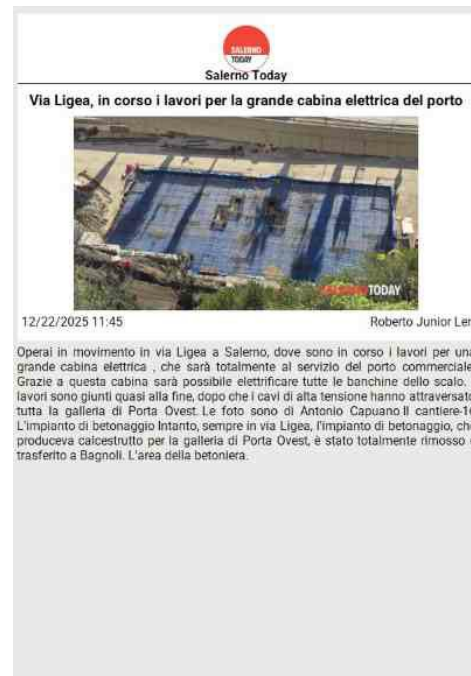 SALERNO
TODAY
Salerno Today
Via Ligea, in corso i lavori per la grande cabina elettrica del porto
SALERNO TODAY
12/22/2025 11:45
Roberto Junior Ler
Operai in movimento in via Ligea a Salerno, dove sono in corso i lavori per una
grande cabina elettrica , che sarà totalmente al servizio del porto commerciale.
Grazie a questa cabina sarà possibile elettrificare tutte le banchine dello scalo.
lavori sono giunti quasi alla fine, dopo che i cavi di alta tensione hanno attraversato
tutta la galleria di Porta Ovest. Le foto sono di Antonio Capuano Il cantiere-16
L'impianto di betonaggio Intanto, sempre in via Ligea, l'impianto di betonaggio, che
produceva calcestrutto per la galleria di Porta Ovest, è stato totalmente rimosso e
trasferito a Bagnoli. L'area della betoniera.